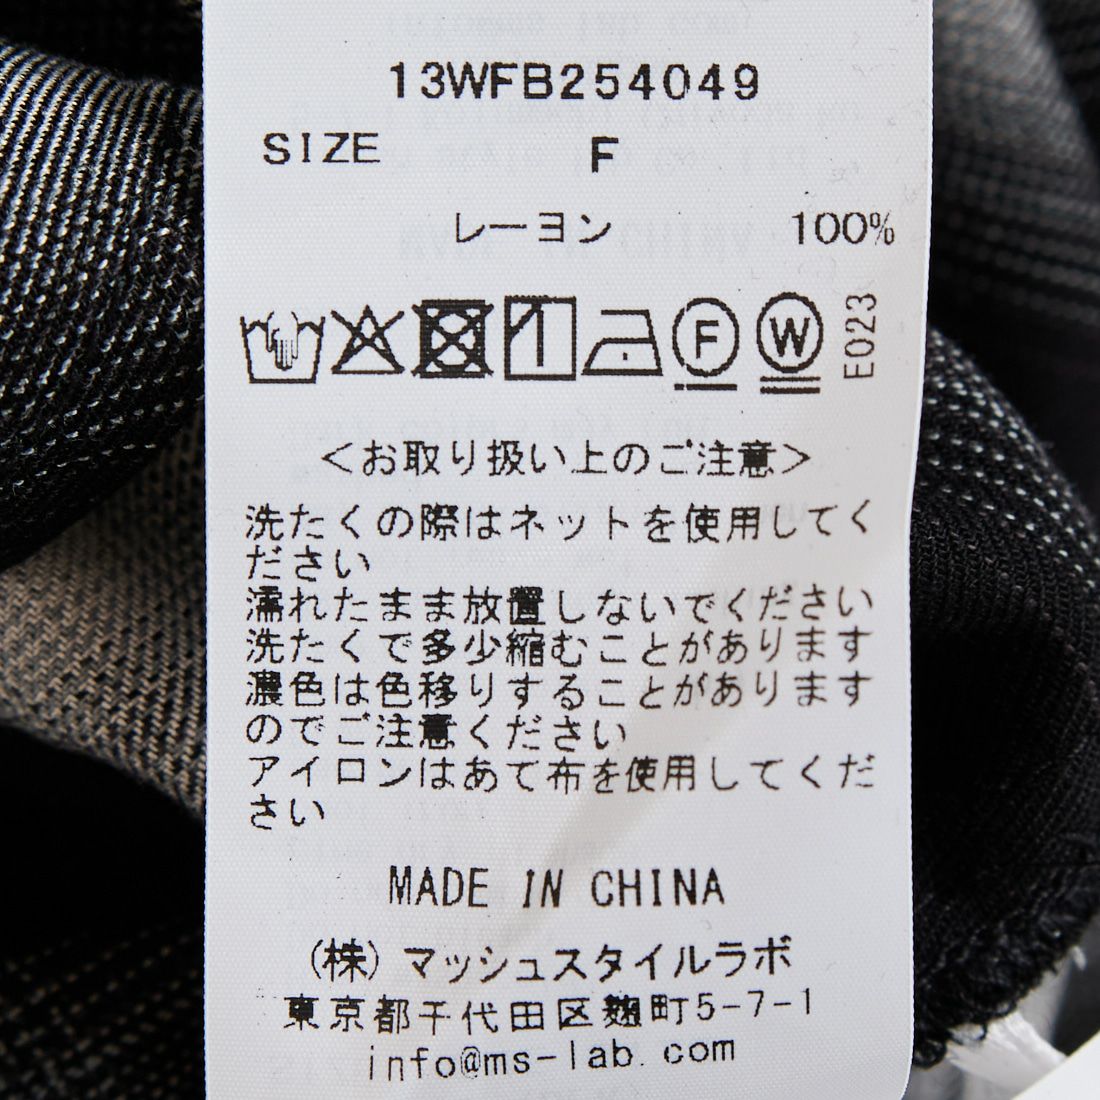 13WFB254049
SIZE F
レーヨン 100%
F W E023
<お取り扱い上のご注意>
洗たくの際はネットを使用してく
ださい
濡れたまま放置しないでください
洗たくで多少縮むことがあります
濃色は色移りすることがあります
のでご注意ください
アイロンはあて布を使用してくだ
さい
MADE IN CHINA
(株)マッシュスタイルラボ
東京都千代田区麹町5-7-1
info@ms-lab.com